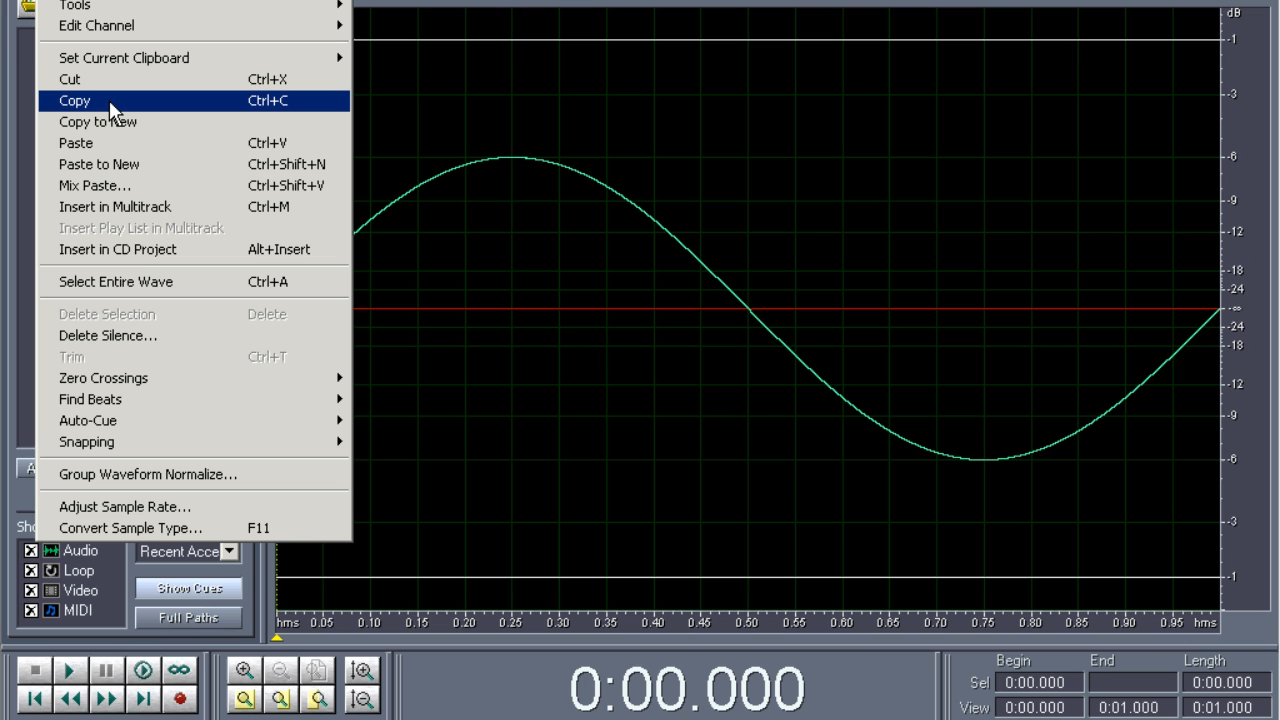 Tools
Edit Channel
Set Current Clipboard
Cut Ctrl+X
Copy Ctrl+C
Copy to New
Paste Ctrl+V
Paste to New Ctrl+Shift+N
Mix Paste... Ctrl+Shift+V
Insert in Multitrack Ctrl+M
Insert Play List in Multitrack
Insert in CD Project Alt+Insert
Select Entire Wave Ctrl+A
Delete Selection Delete
Delete Silence...
Trim Ctrl+T
Zero Crossings
Find Beats
Auto-Cue
Snapping
Group Waveform Normalize...
Adjust Sample Rate...
Convert Sample Type... F11
dB
-1
-3
-6
-9
-12
-18
-24
-∞
-24
-18
-12
-9
-6
-3
-1
Audio
Loop
Video
MIDI
Recent Acce
Show Cues
Full Paths
hms 0.05 0.10 0.15 0.20 0.25 0.30 0.35 0.40 0.45 0.50 0.55 0.60 0.65 0.70 0.75 0.80 0.85 0.90 0.95 hms
0:00.000
Begin End Length
Sel 0:00.000 0:00.000
View 0:00.000 0:01.000 0:01.000